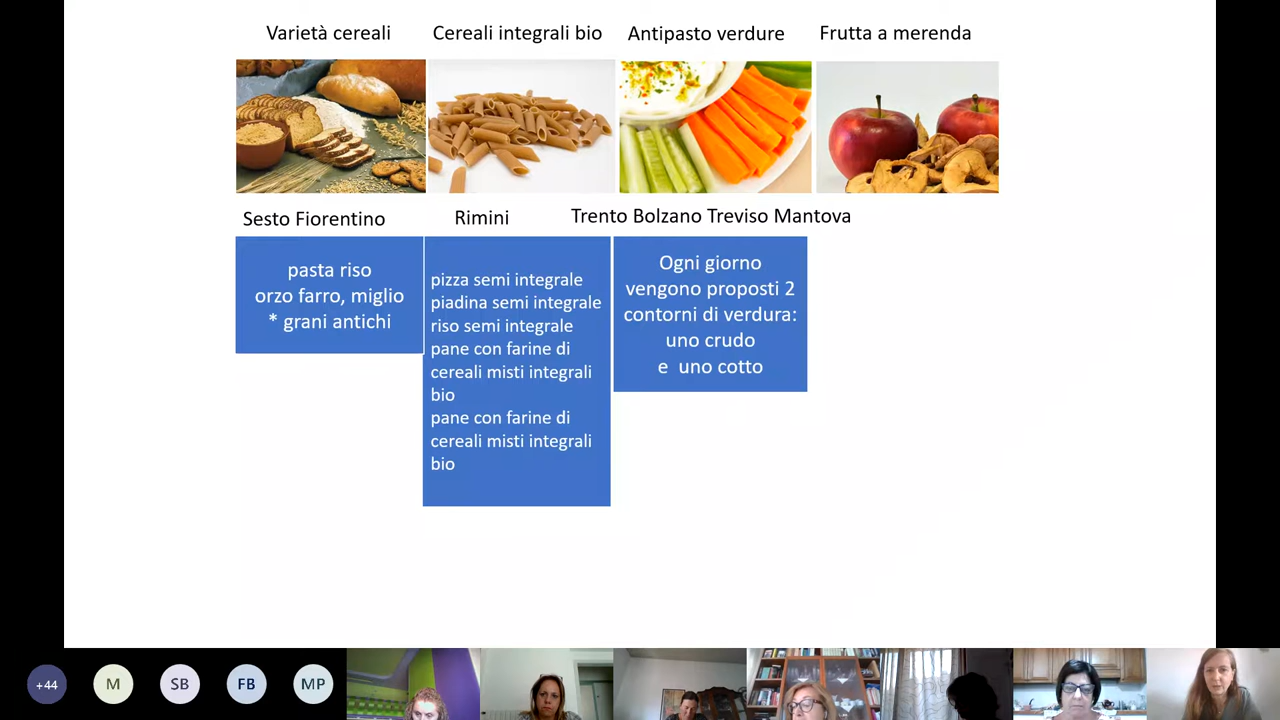 Varietà cereali
Cereali integrali bio
Antipasto verdure
Frutta a merenda
Sesto Fiorentino
Rimini
Trento Bolzano Treviso Mantova
pasta riso
orzo farro, miglio
* grani antichi
pizza semi integrale
piadina semi integrale
riso semi integrale
pane con farine di
cereali misti integrali
bio
pane con farine di
cereali misti integrali
bio
Ogni giorno
vengono proposti 2
contorni di verdura:
uno crudo
e uno cotto
+44
M
SB
FB
MP